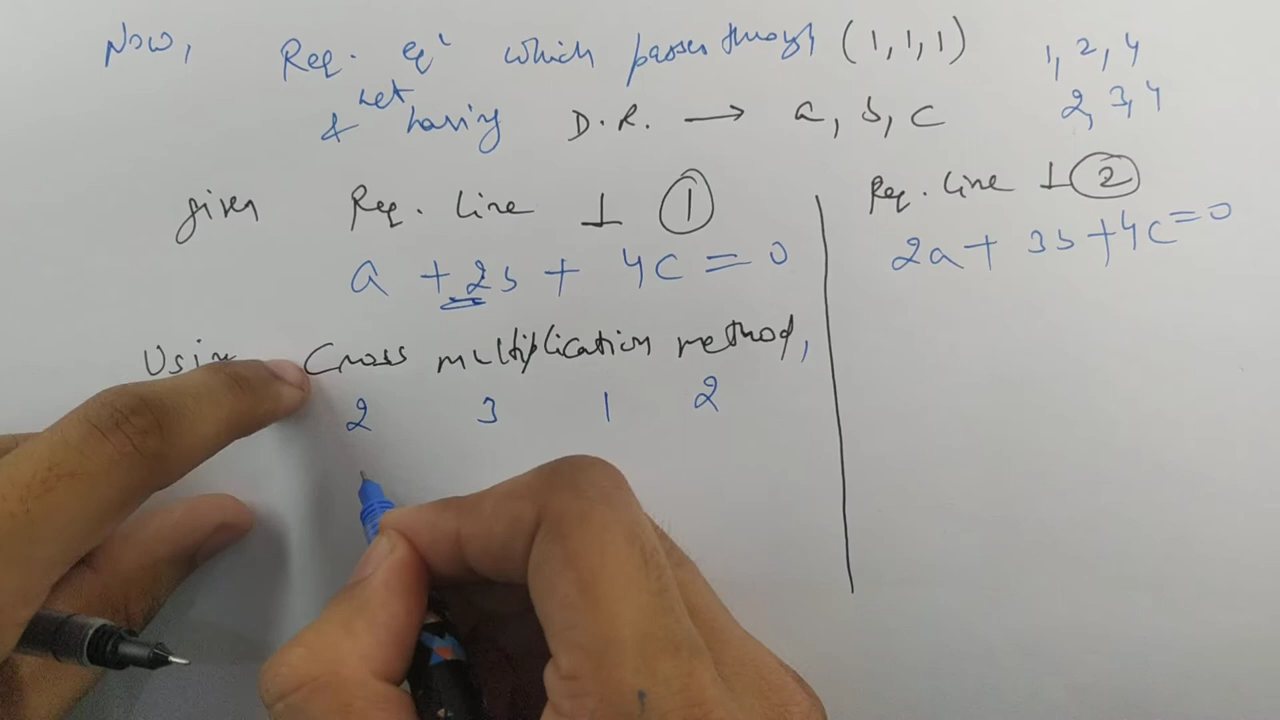 Now, Req. eqⁿ which passes through (1,1,1)
& let having D.R. → a, b, c
1, 2, 4
2, 3, 4
given Req. line ⊥ ①
a + 2b + 4c = 0
Req. line ⊥ ②
2a + 3b + 4c = 0
Using Cross multiplication method,
2 3 1 2